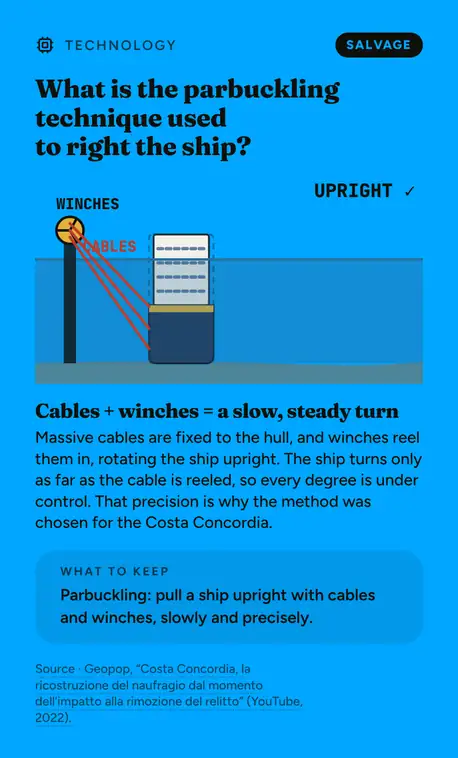 TECHNOLOGY
SALVAGE
What is the parbuckling
technique used
to right the ship?
UPRIGHT ✓
WINCHES
CABLES
Cables + winches = a slow, steady turn
Massive cables are fixed to the hull, and winches reel
them in, rotating the ship upright. The ship turns only
as far as the cable is reeled, so every degree is under
control. That precision is why the method was
chosen for the Costa Concordia.
WHAT TO KEEP
Parbuckling: pull a ship upright with cables
and winches, slowly and precisely.
Source · Geopop, “Costa Concordia, la
ricostruzione del naufragio dal momento
dell’impatto alla rimozione del relitto” (YouTube,
2022).